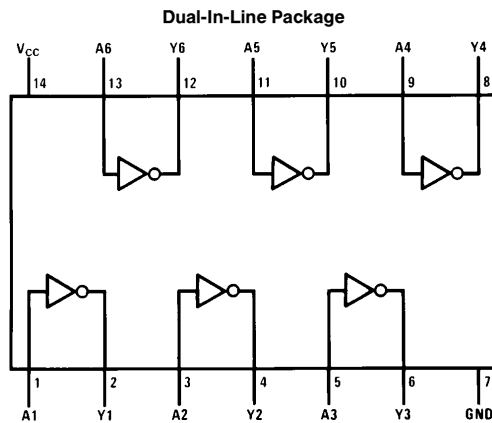 Dual-In-Line Package
VCC A6 Y6 A5 Y5 A4 Y4
14 13 12 11 10 9 8
1 2 3 4 5 6 7
A1 Y1 A2 Y2 A3 Y3 GND